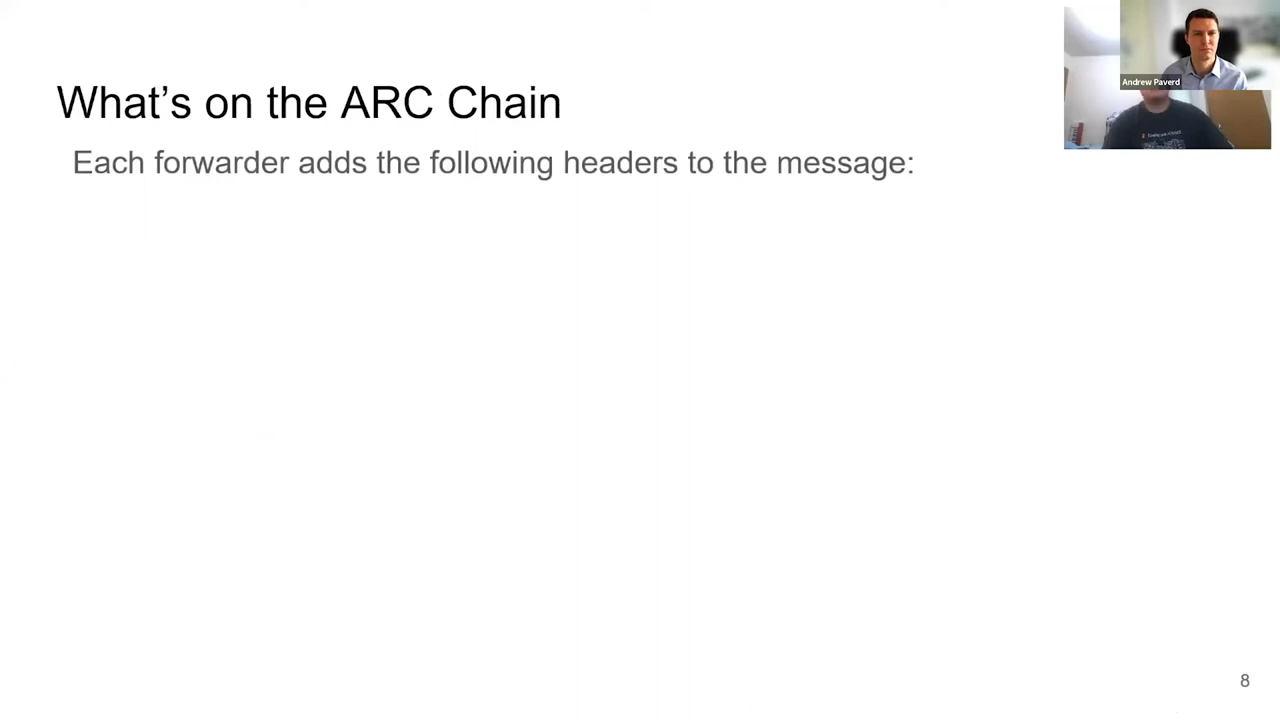 What's on the ARC Chain
Each forwarder adds the following headers to the message:
Andrew Paverd
8